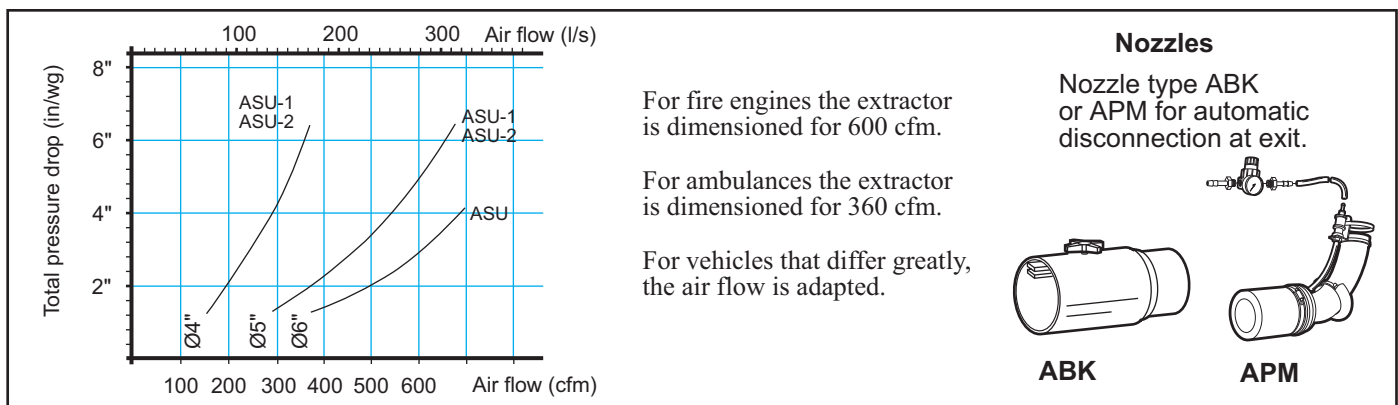 100 200 300 Air flow (l/s)
Total pressure drop (in/wg)
8"
6"
4"
2"
ASU-1
ASU-2
ASU-1
ASU-2
ASU
Ø4"
Ø5"
Ø6"
100 200 300 400 500 600 Air flow (cfm)
For fire engines the extractor
is dimensioned for 600 cfm.
For ambulances the extractor
is dimensioned for 360 cfm.
For vehicles that differ greatly,
the air flow is adapted.
Nozzles
Nozzle type ABK
or APM for automatic
disconnection at exit.
ABK
APM